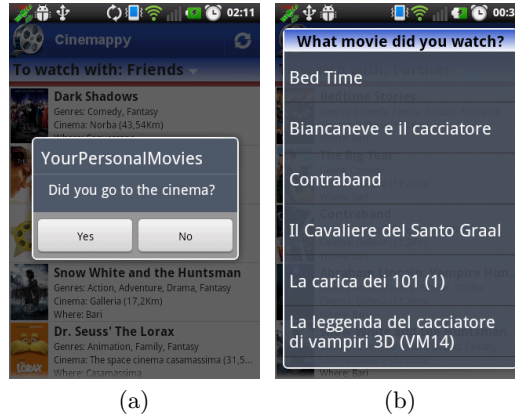 02:11
Cinemappy
To watch with: Friends
Dark Shadows
Genres: Comedy, Fantasy
Cinema: Norba (43,54Km)
YourPersonalMovies
Did you go to the cinema?
Yes
No
Snow White and the Huntsman
Genres: Action, Adventure, Drama, Fantasy
Cinema: Galleria (17,2Km)
Where: Bari
Dr. Seuss' The Lorax
Genres: Animation, Family, Fantasy
Cinema: The space cinema casamassima (31,5...
Where: Casamassima
(a)
00:3
What movie did you watch?
Bed Time
Biancaneve e il cacciatore
Contraband
Il Cavaliere del Santo Graal
La carica dei 101 (1)
La leggenda del cacciatore
di vampiri 3D (VM14)
(b)